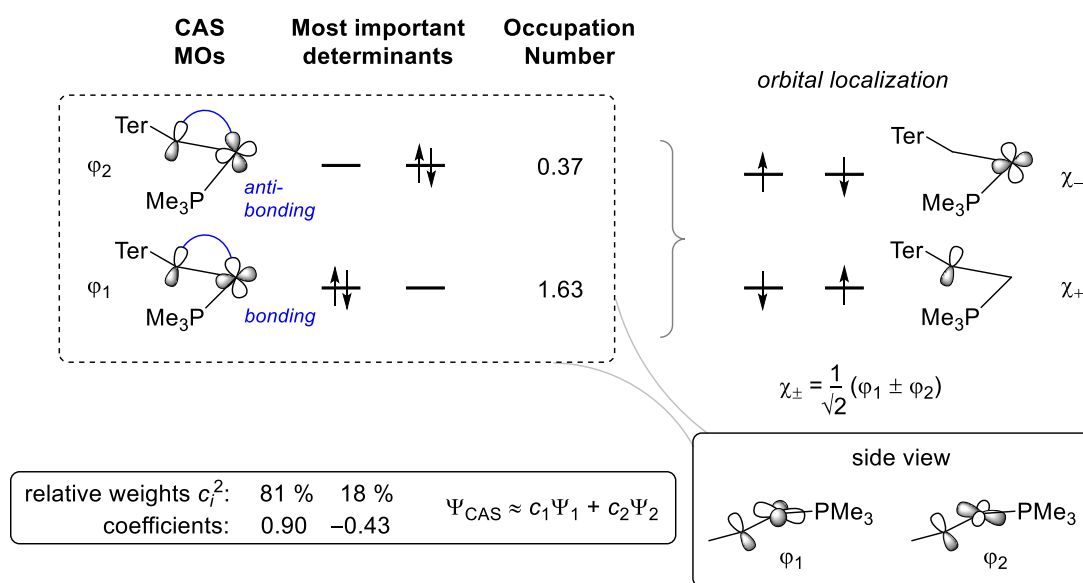 CAS
MOs
Most important
determinants
Occupation
Number
orbital localization
Ter
φ₂
Me₃P
anti-
bonding
0.37
Ter
Me₃P
χ₋
Ter
φ₁
Me₃P
bonding
1.63
Ter
Me₃P
χ₊
χ± = 1/√2 (φ₁ ± φ₂)
relative weights cᵢ²: 81 % 18 %
coefficients: 0.90 −0.43
Ψ_CAS ≈ c₁Ψ₁ + c₂Ψ₂
side view
PMe₃
φ₁
PMe₃
φ₂